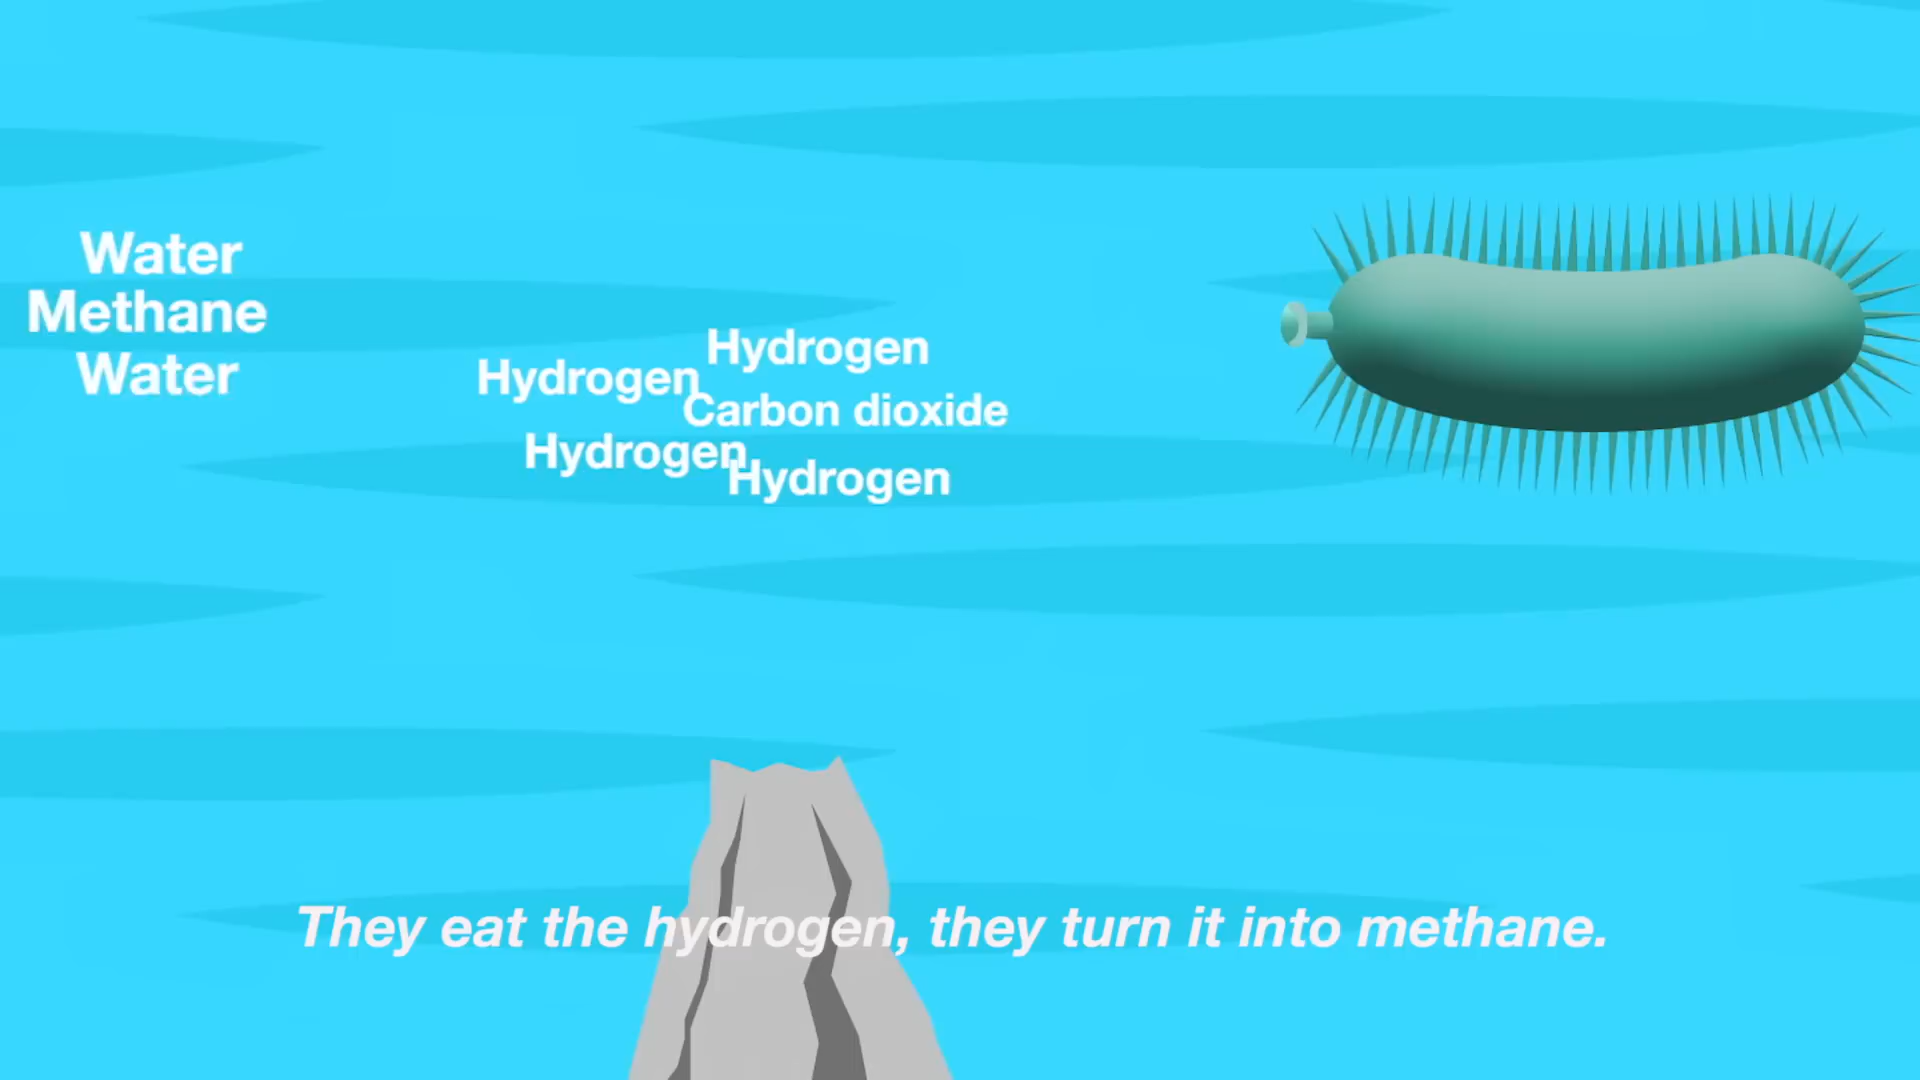 Water
Methane
Water
Hydrogen
Hydrogen
Carbon dioxide
Hydrogen
Hydrogen
They eat the hydrogen, they turn it into methane.